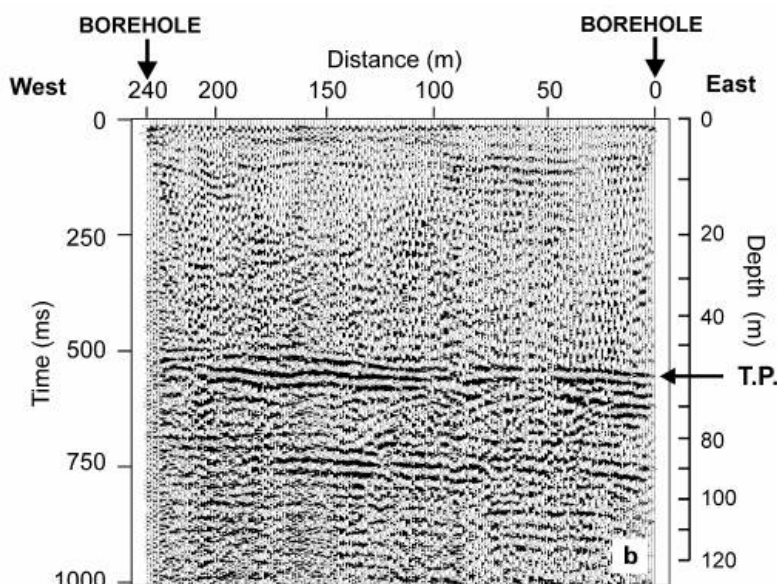 BOREHOLE BOREHOLE
Distance (m)
West East
240 200 150 100 50 0
0 0
250 20
40
500
T.P.
750 80
100
1000 120
Time (ms)
Depth (m)
b